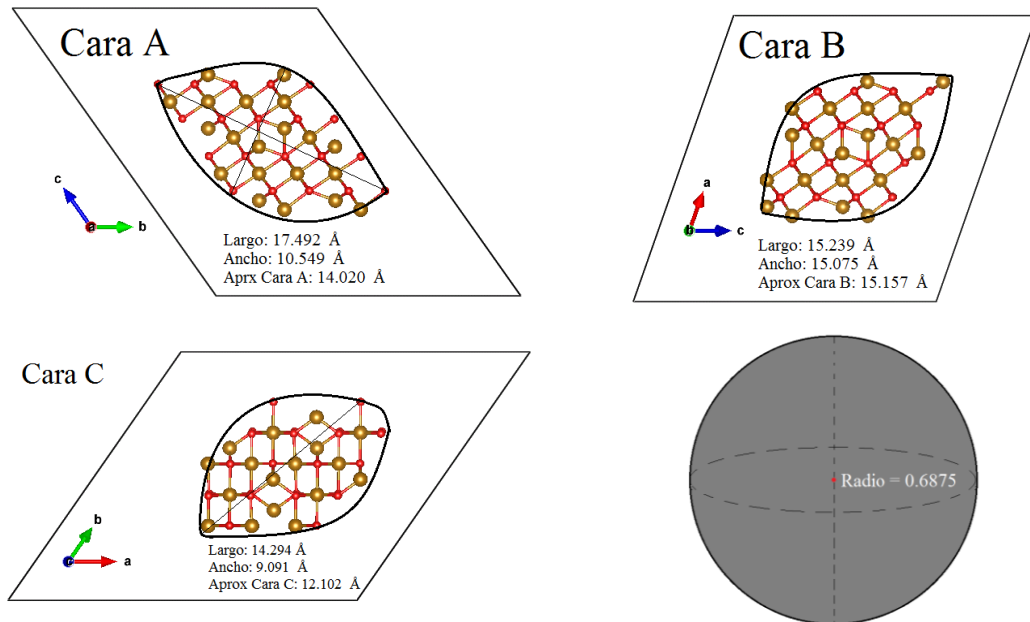 Cara A
c
a
b
Largo: 17.492 Å
Ancho: 10.549 Å
Aprx Cara A: 14.020 Å
Cara B
a
b
c
Largo: 15.239 Å
Ancho: 15.075 Å
Aprox Cara B: 15.157 Å
Cara C
b
a
Largo: 14.294 Å
Ancho: 9.091 Å
Aprox Cara C: 12.102 Å
Radio = 0.6875